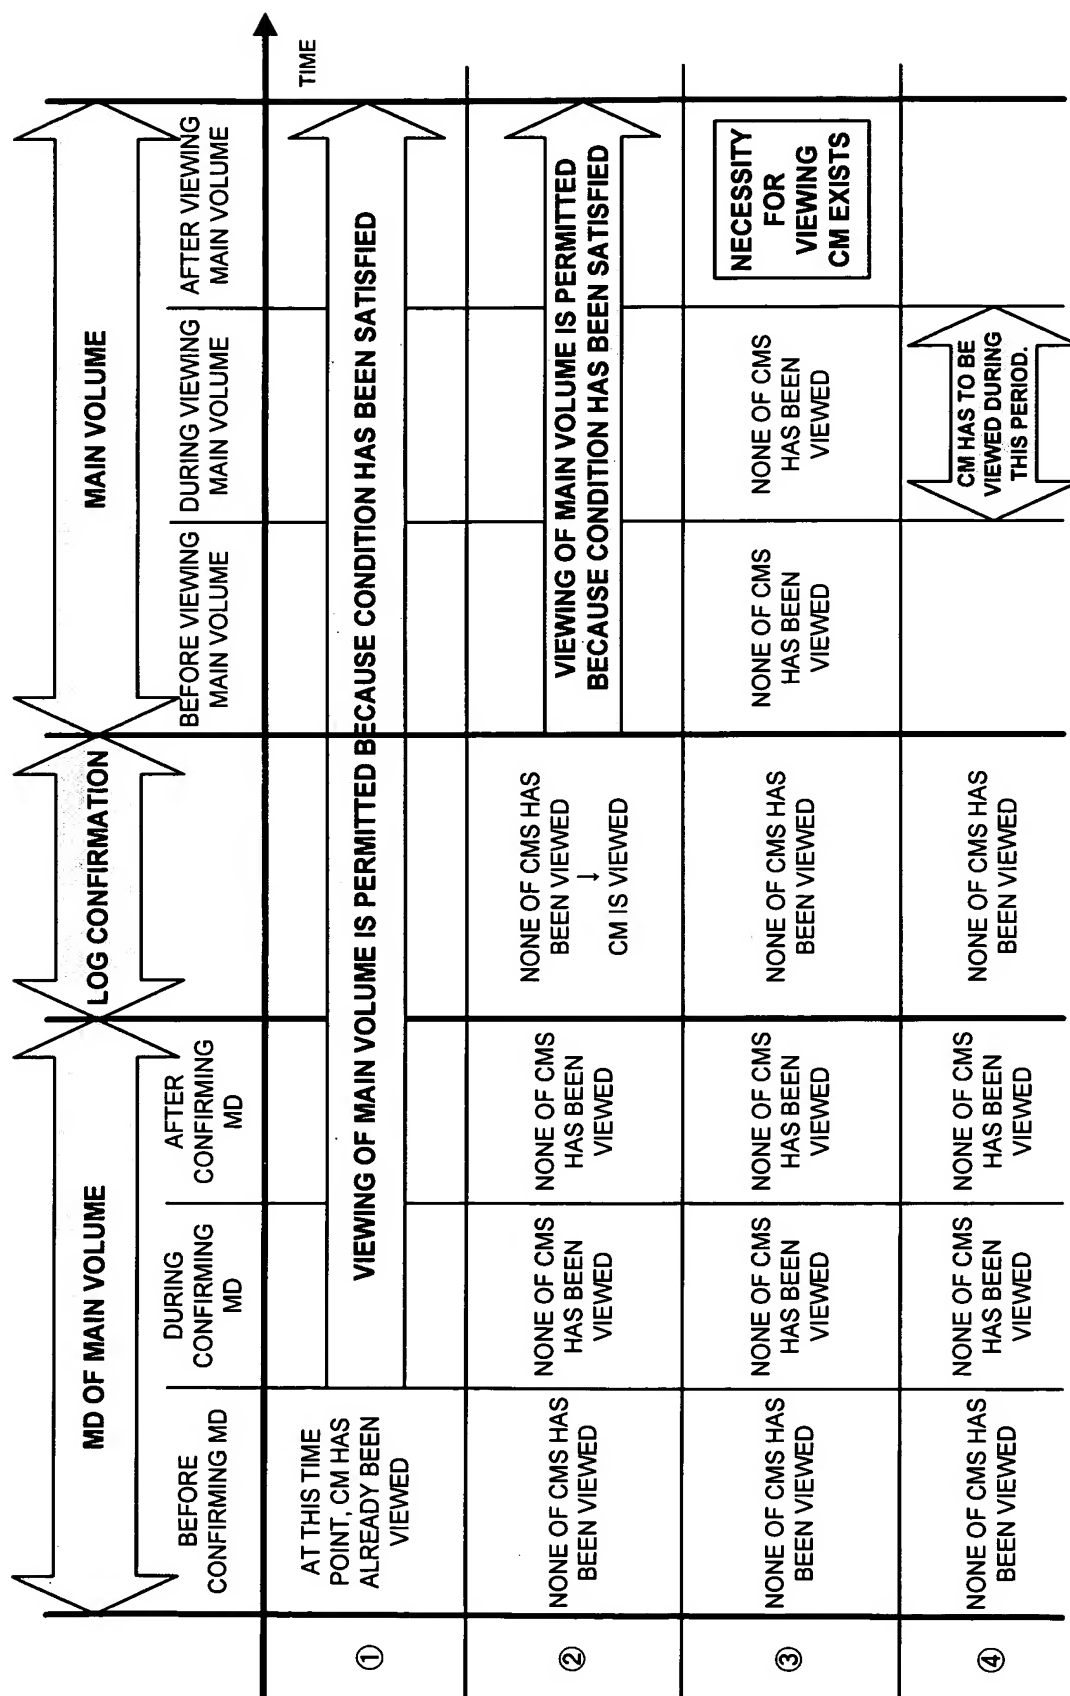 MD OF MAIN VOLUME
LOG CONFIRMATION
MAIN VOLUME
BEFORE
CONFIRMING MD
DURING
CONFIRMING
MD
AFTER
CONFIRMING
MD
BEFORE VIEWING
MAIN VOLUME
DURING VIEWING
MAIN VOLUME
AFTER VIEWING
MAIN VOLUME
TIME
①
AT THIS TIME
POINT, CM HAS
ALREADY BEEN
VIEWED
VIEWING OF MAIN VOLUME IS PERMITTED BECAUSE CONDITION HAS BEEN SATISFIED
②
NONE OF CMS HAS
BEEN VIEWED
NONE OF CMS
HAS BEEN
VIEWED
NONE OF CMS
HAS BEEN
VIEWED
NONE OF CMS HAS
BEEN VIEWED
↓
CM IS VIEWED
VIEWING OF MAIN VOLUME IS PERMITTED
BECAUSE CONDITION HAS BEEN SATISFIED
③
NONE OF CMS HAS
BEEN VIEWED
NONE OF CMS
HAS BEEN
VIEWED
NONE OF CMS
HAS BEEN
VIEWED
NONE OF CMS HAS
BEEN VIEWED
NONE OF CMS
HAS BEEN
VIEWED
NONE OF CMS
HAS BEEN
VIEWED
NECESSITY
FOR
VIEWING
CM EXISTS
④
NONE OF CMS HAS
BEEN VIEWED
NONE OF CMS
HAS BEEN
VIEWED
NONE OF CMS
HAS BEEN
VIEWED
NONE OF CMS HAS
BEEN VIEWED
CM HAS TO BE
VIEWED DURING
THIS PERIOD.